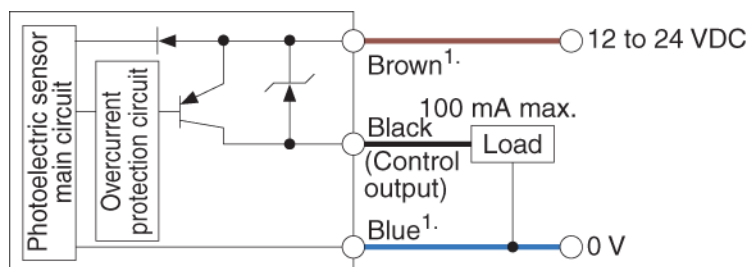 Photoelectric sensor
main circuit
Overcurrent
protection circuit
12 to 24 VDC
Brown1.
100 mA max.
Black
(Control
output)
Load
Blue1.
0 V